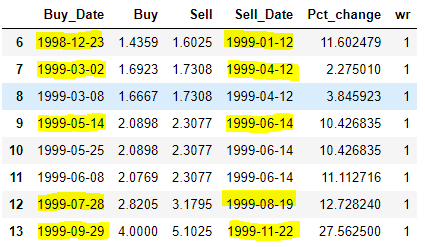 Buy_Date Buy Sell Sell_Date Pct_change wr
6 1998-12-23 1.4359 1.6025 1999-01-12 11.602479 1
7 1999-03-02 1.6923 1.7308 1999-04-12 2.275010 1
8 1999-03-08 1.6667 1.7308 1999-04-12 3.845923 1
9 1999-05-14 2.0898 2.3077 1999-06-14 10.426835 1
10 1999-05-25 2.0898 2.3077 1999-06-14 10.426835 1
11 1999-06-08 2.0769 2.3077 1999-06-14 11.112716 1
12 1999-07-28 2.8205 3.1795 1999-08-19 12.728240 1
13 1999-09-29 4.0000 5.1025 1999-11-22 27.562500 1